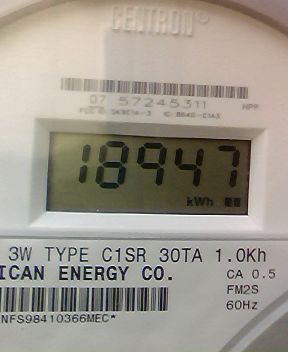 CENTRON®
07 57245311
NPP
18947
kWh
3W TYPE C1SR 30TA 1.0Kh
ICAN ENERGY CO.
CA 0.5
FM2S
60Hz
NFS98410366MEC*